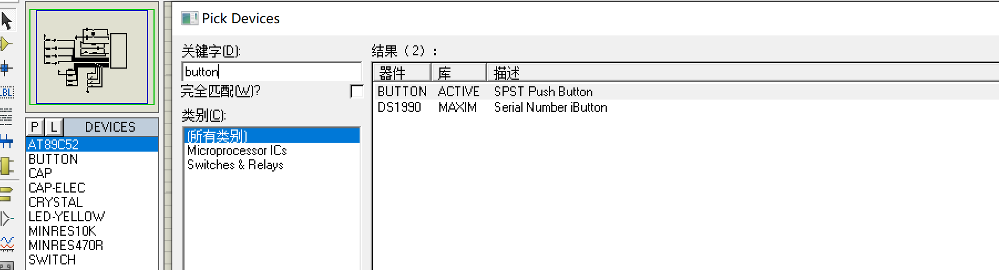 Pick Devices
关键字(D):
button
完全匹配(W)?
类别(C):
(所有类别)
Microprocessor ICs
Switches & Relays
结果（2）：
器件 库 描述
BUTTON ACTIVE SPST Push Button
DS1990 MAXIM Serial Number iButton
LBL
P L DEVICES
AT89C52
BUTTON
CAP
CAP-ELEC
CRYSTAL
LED-YELLOW
MINRES10K
MINRES470R
SWITCH